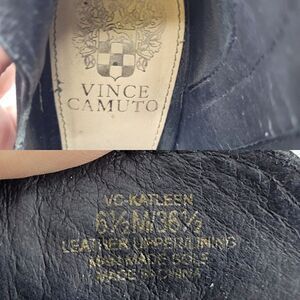 VINCE
CAMUTO
VC-KATLEEN
6½M/36½
LEATHER UPPER/LINING
MAN MADE SOLE
MADE IN CHINA